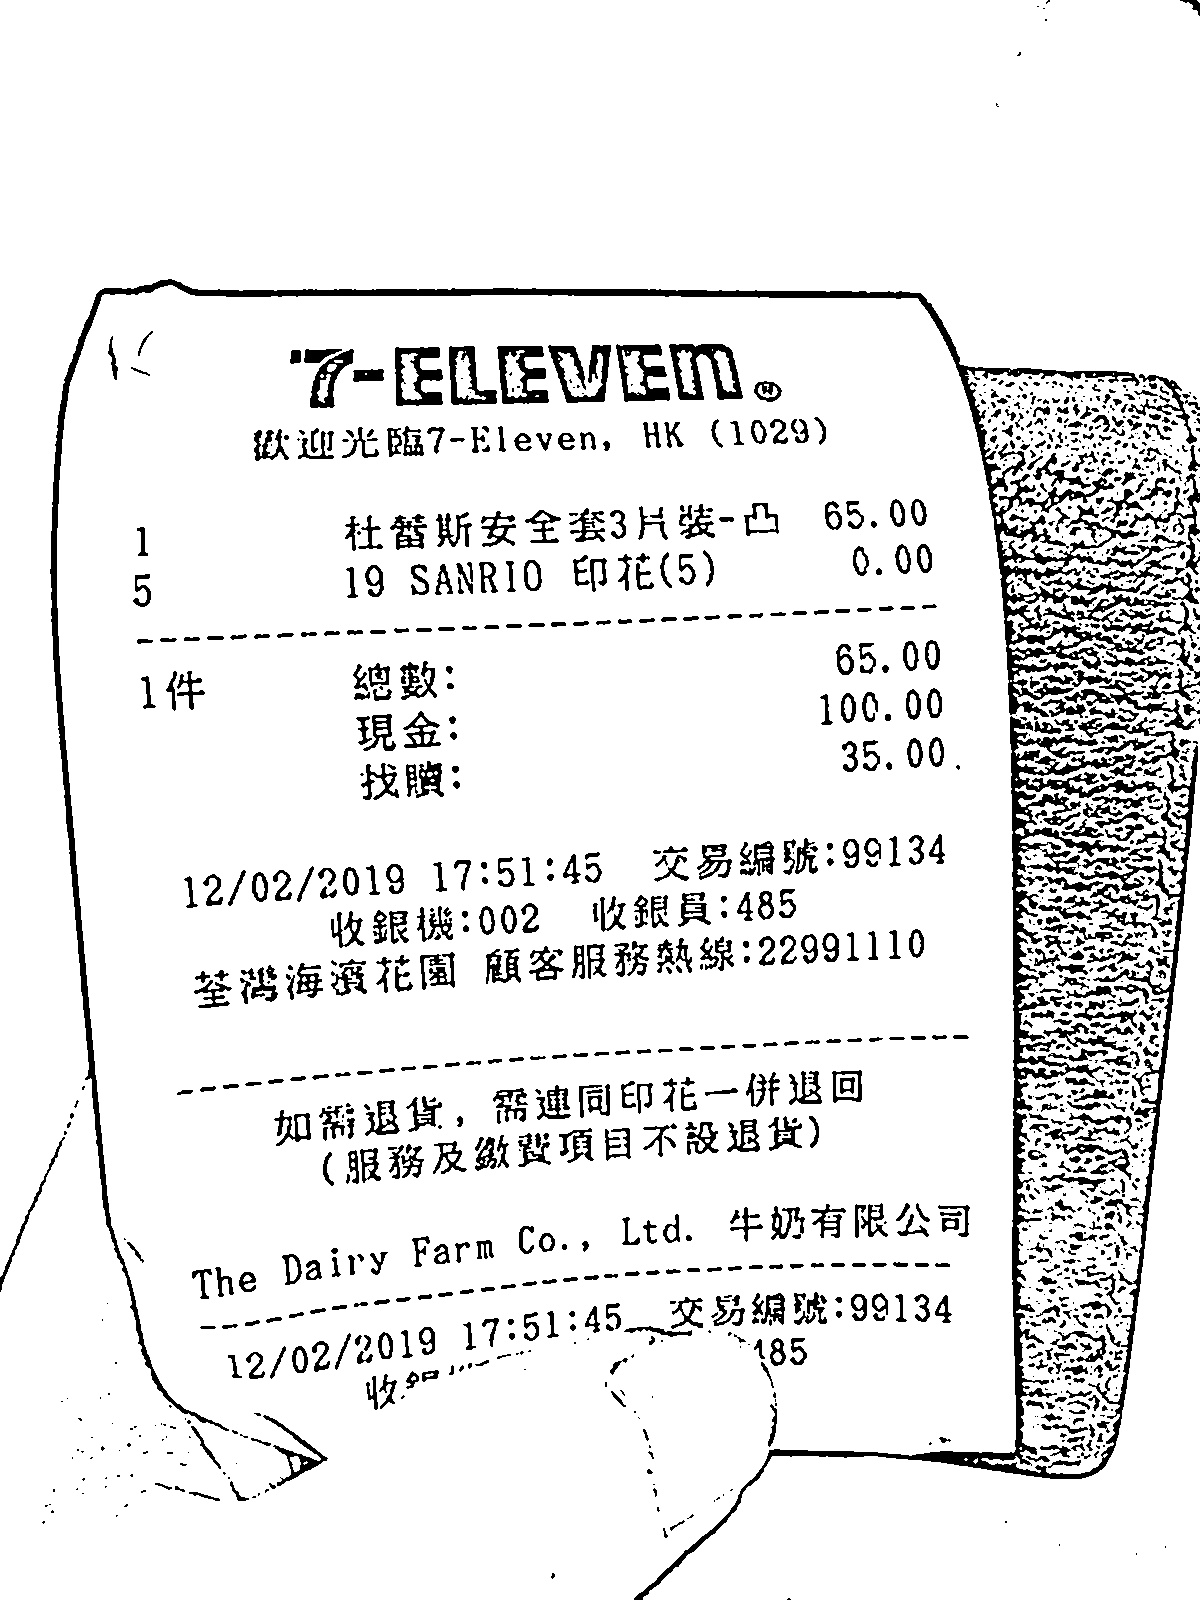 7-ELEVEN®
歡迎光臨7-Eleven, HK (1029)
1 杜蕾斯安全套3片裝-凸 65.00
5 19 SANRIO 印花(5) 0.00
1件 總數: 65.00
現金: 100.00
找贖: 35.00
12/02/2019 17:51:45 交易編號:99134
收銀機:002 收銀員:485
荃灣海濱花園 顧客服務熱線:22991110
如需退貨, 需連同印花一併退回
(服務及繳費項目不設退貨)
The Dairy Farm Co., Ltd. 牛奶有限公司
12/02/2019 17:51:45 交易編號:99134
收 485